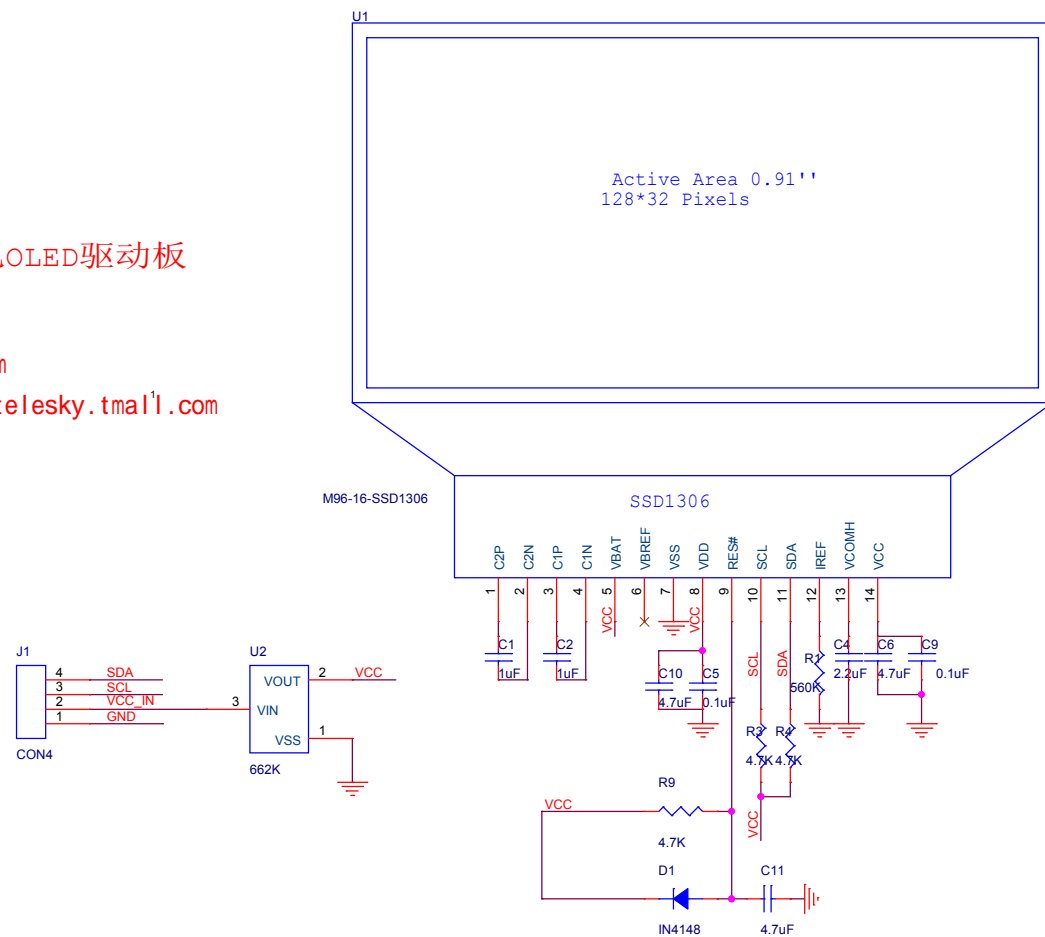 U1
Active Area 0.91''
128*32 Pixels
OLED驱动板
telesky.tmall.com
1
M96-16-SSD1306
SSD1306
C2P
C2N
C1P
C1N
VBAT
VBREF
VSS
VDD
RES#
SCL
SDA
IREF
VCOMH
VCC
1
2
3
4
5
6
7
8
9
10
11
12
13
14
VCC
VCC
SCL
SDA
C1
1uF
C2
1uF
C10
4.7uF
C5
0.1uF
R1
560K
C4
2.2uF
C6
4.7uF
C9
0.1uF
R3
4.7K
R4
4.7K
VCC
J1
4 SDA
3 SCL
2 VCC_IN
1 GND
CON4
U2
VOUT 2 VCC
3 VIN
VSS 1
662K
R9
VCC
4.7K
D1
IN4148
C11
4.7uF